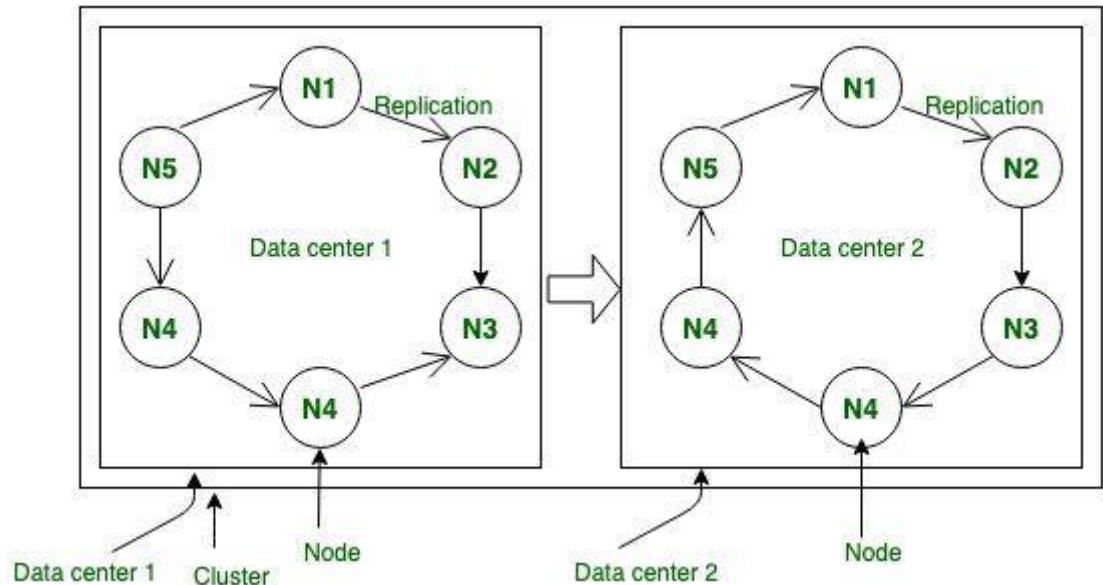 N1
Replication
N5
N2
Data center 1
N4
N3
N4
N1
Replication
N5
N2
Data center 2
N4
N3
N4
Data center 1
Cluster
Node
Data center 2
Node